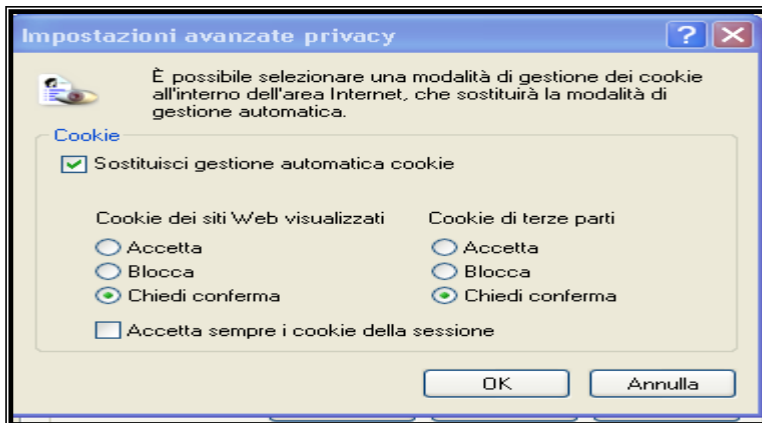 Impostazioni avanzate privacy
È possibile selezionare una modalità di gestione dei cookie
all'interno dell'area Internet, che sostituirà la modalità di
gestione automatica.
Cookie
Sostituisci gestione automatica cookie
Cookie dei siti Web visualizzati
Accetta
Blocca
Chiedi conferma
Cookie di terze parti
Accetta
Blocca
Chiedi conferma
Accetta sempre i cookie della sessione
OK
Annulla